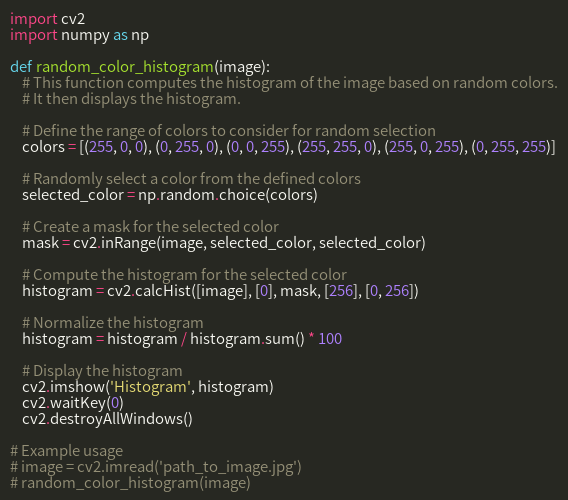 import cv2
import numpy as np
def random_color_histogram(image):
# This function computes the histogram of the image based on random colors.
# It then displays the histogram.
# Define the range of colors to consider for random selection
colors = [(255, 0, 0), (0, 255, 0), (0, 0, 255), (255, 255, 0), (255, 0, 255), (0, 255, 255)]
# Randomly select a color from the defined colors
selected_color = np.random.choice(colors)
# Create a mask for the selected color
mask = cv2.inRange(image, selected_color, selected_color)
# Compute the histogram for the selected color
histogram = cv2.calcHist([image], [0], mask, [256], [0, 256])
# Normalize the histogram
histogram = histogram / histogram.sum() * 100
# Display the histogram
cv2.imshow('Histogram', histogram)
cv2.waitKey(0)
cv2.destroyAllWindows()
# Example usage
# image = cv2.imread('path_to_image.jpg')
# random_color_histogram(image)